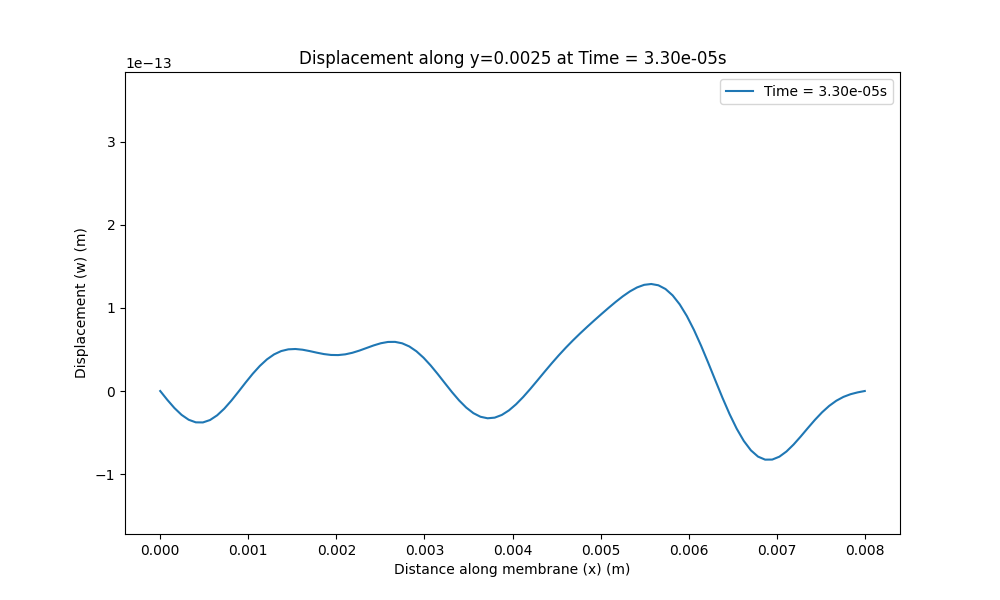 Displacement along y=0.0025 at Time = 3.30e-05s
1e−13
Time = 3.30e-05s
3
2
1
0
−1
Displacement (w) (m)
0.000 0.001 0.002 0.003 0.004 0.005 0.006 0.007 0.008
Distance along membrane (x) (m)